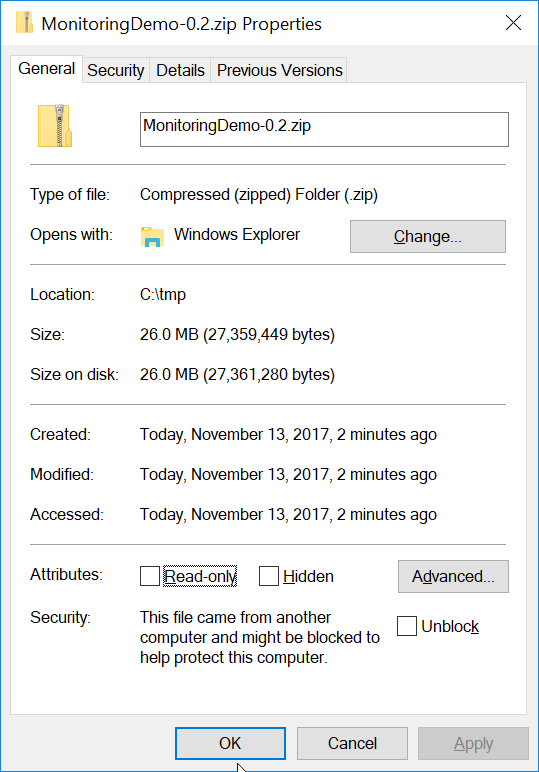 MonitoringDemo-0.2.zip Properties
General Security Details Previous Versions
MonitoringDemo-0.2.zip
Type of file: Compressed (zipped) Folder (.zip)
Opens with: Windows Explorer Change...
Location: C:\tmp
Size: 26.0 MB (27,359,449 bytes)
Size on disk: 26.0 MB (27,361,280 bytes)
Created: Today, November 13, 2017, 2 minutes ago
Modified: Today, November 13, 2017, 2 minutes ago
Accessed: Today, November 13, 2017, 2 minutes ago
Attributes: Read-only Hidden Advanced...
Security: This file came from another
computer and might be blocked to Unblock
help protect this computer.
OK Cancel Apply